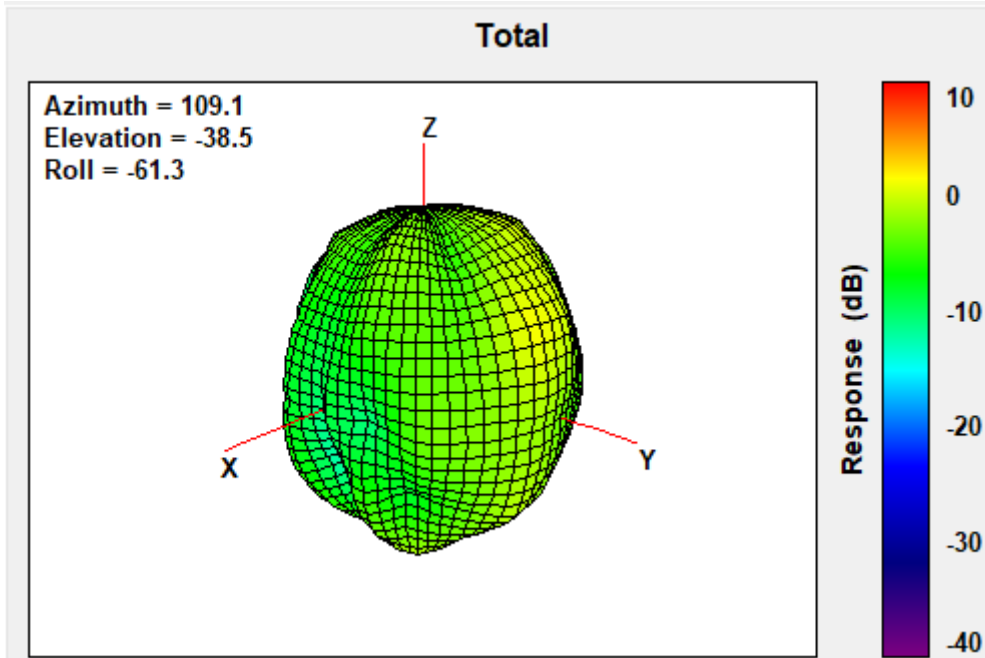 Total
Azimuth = 109.1
Elevation = -38.5
Roll = -61.3
Z
X
Y
Response (dB)
10
0
-10
-20
-30
-40